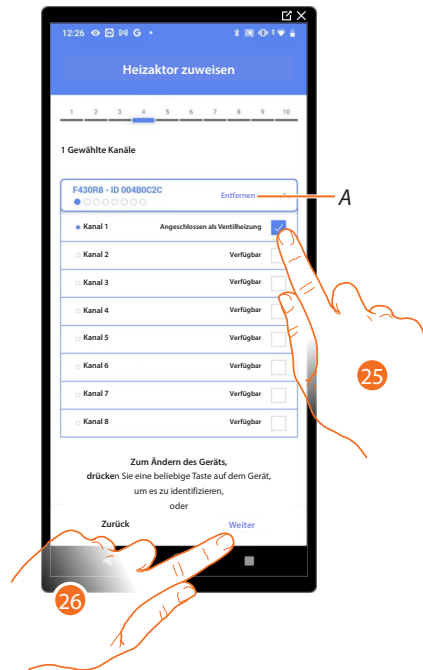 12:26
G
Heizaktor zuweisen
1 2 3 4 5 6 7 8 9 10
1 Gewählte Kanäle
F430R8 - ID 004B0C2C
Entfernen
A
Kanal 1 Angeschlossen als Ventilheizung
Kanal 2 Verfügbar
Kanal 3 Verfügbar
Kanal 4 Verfügbar
Kanal 5 Verfügbar
Kanal 6 Verfügbar
Kanal 7 Verfügbar
Kanal 8 Verfügbar
25
Zum Ändern des Geräts,
drücken Sie eine beliebige Taste auf dem Gerät,
um es zu identifizieren,
oder
Zurück Weiter
26